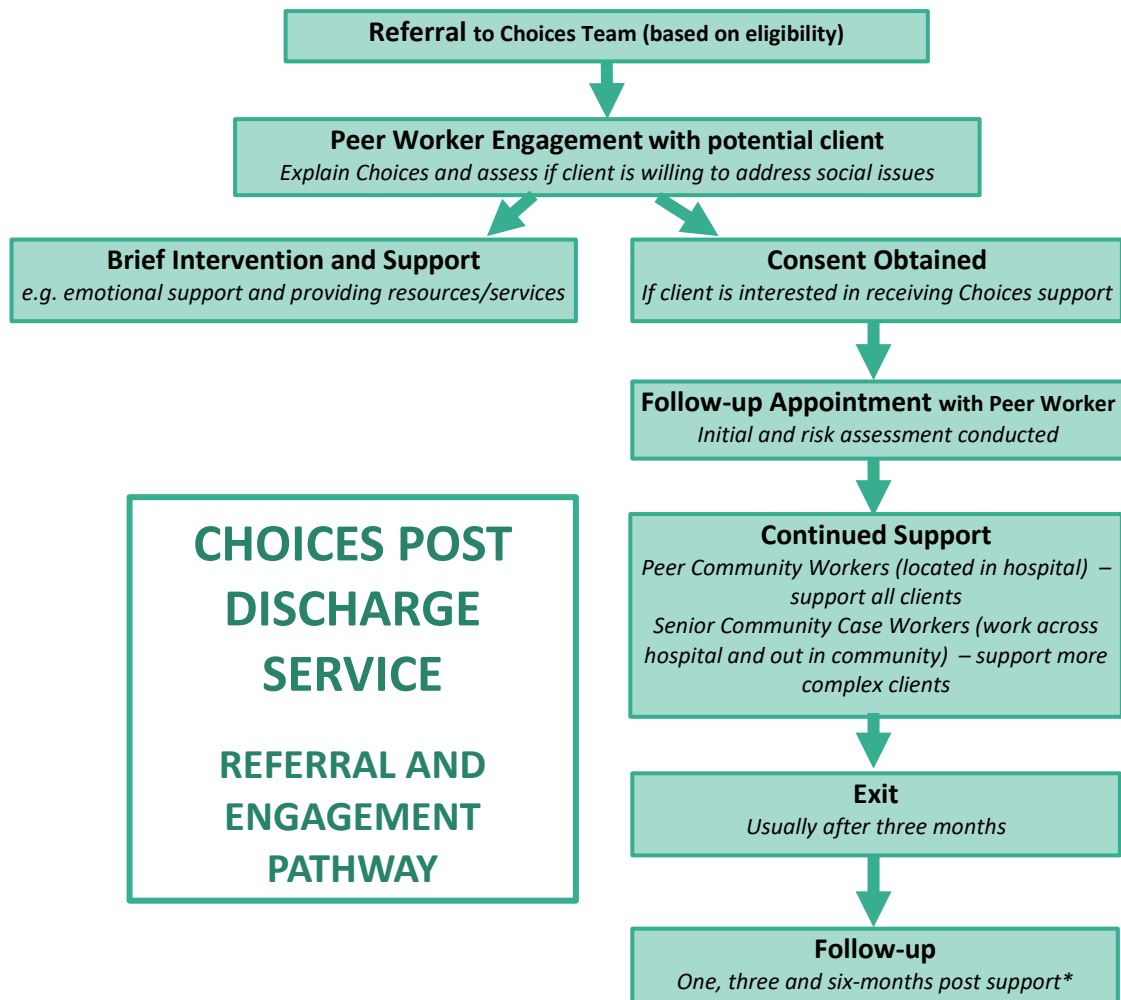 Referral to Choices Team (based on eligibility)
Peer Worker Engagement with potential client
Explain Choices and assess if client is willing to address social issues
Brief Intervention and Support
e.g. emotional support and providing resources/services
Consent Obtained
If client is interested in receiving Choices support
Follow-up Appointment with Peer Worker
Initial and risk assessment conducted
CHOICES POST
DISCHARGE
SERVICE
REFERRAL AND
ENGAGEMENT
PATHWAY
Continued Support
Peer Community Workers (located in hospital) –
support all clients
Senior Community Case Workers (work across
hospital and out in community) – support more
complex clients
Exit
Usually after three months
Follow-up
One, three and six-months post support*